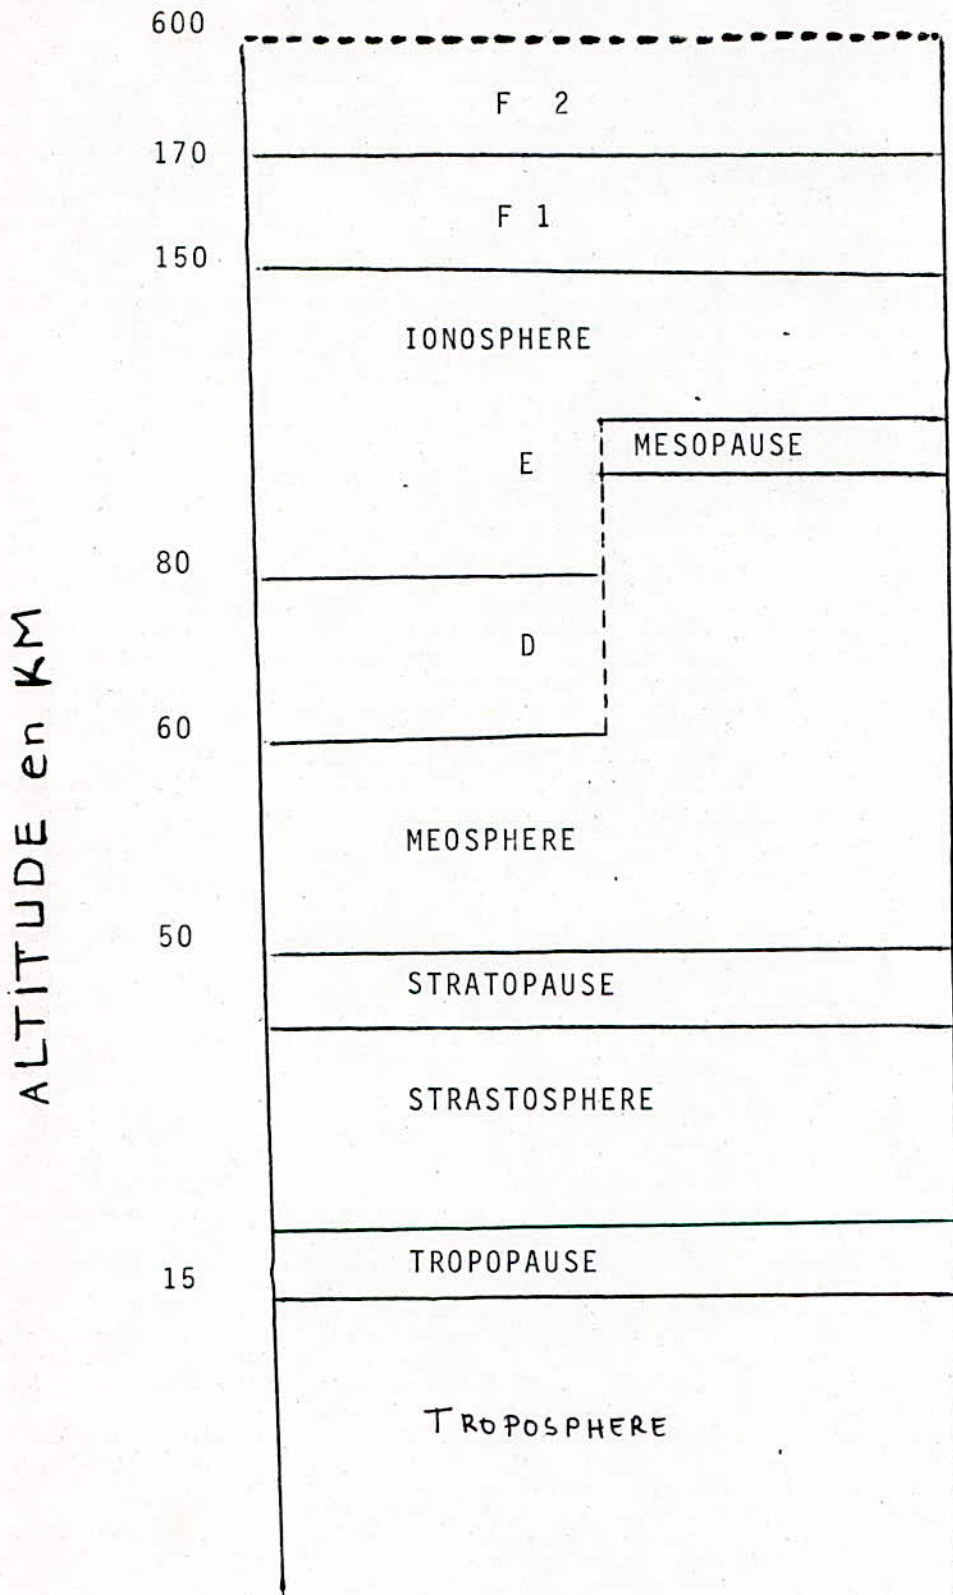 600
F 2
170
F 1
150
IONOSPHERE
MESOPAUSE
E
80
D
60
MEOSPHERE
50
STRATOPAUSE
STRASTOSPHERE
TROPOPAUSE
15
TROPOSPHERE
ALTITUDE en KM